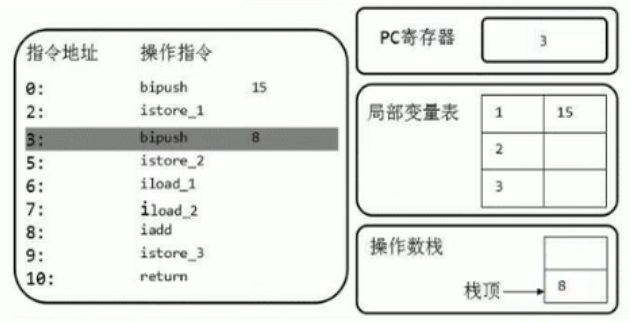 指令地址 操作指令
0: bipush 15
2: istore_1
3: bipush 8
5: istore_2
6: iload_1
7: iload_2
8: iadd
9: istore_3
10: return
PC寄存器 3
局部变量表 1 15
2
3
操作数栈
栈顶 8